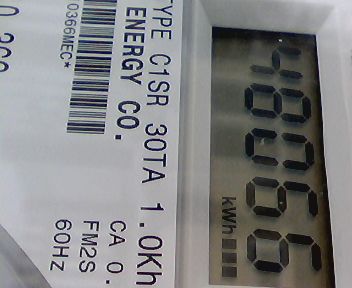 48066
kWh
TYPE C1SR 30TA 1.0Kh
ENERGY CO.
CA 0.
FM2S
60HZ
0366MEC*